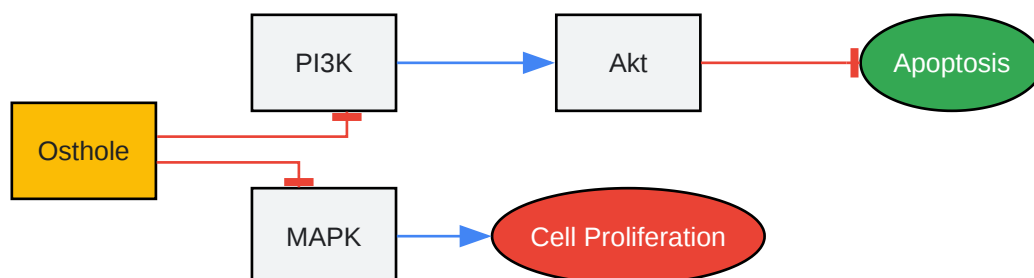 PI3K
Akt
Apoptosis
Osthole
MAPK
Cell Proliferation